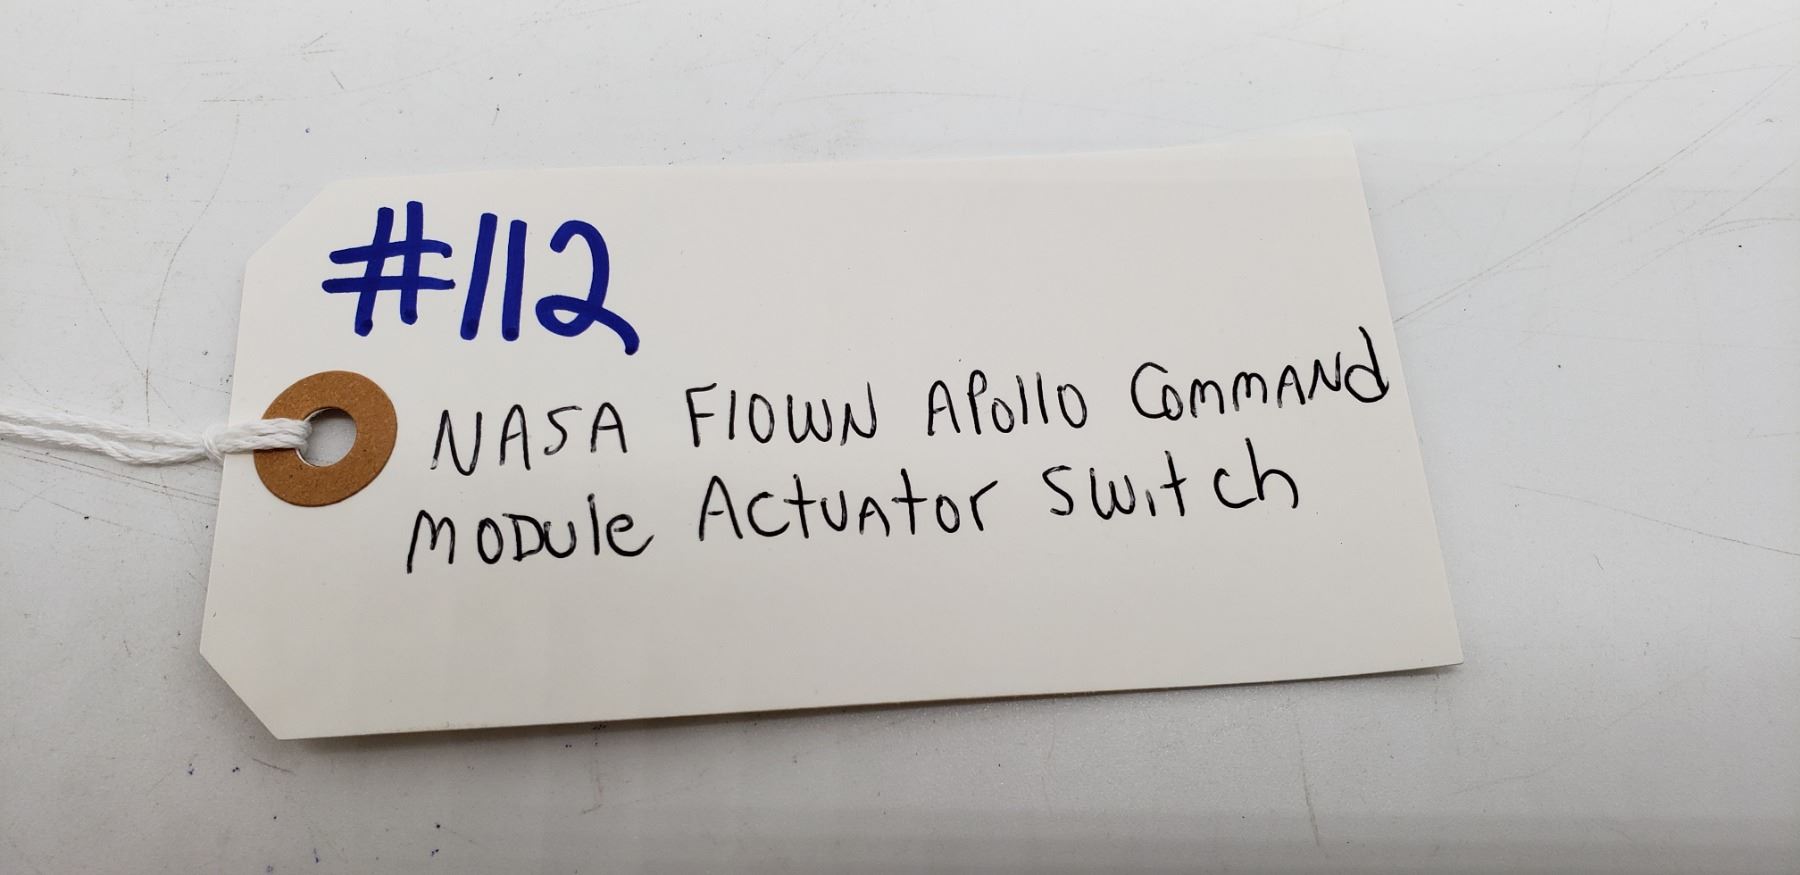 #112
NASA Flown Apollo Command
Module Actuator Switch